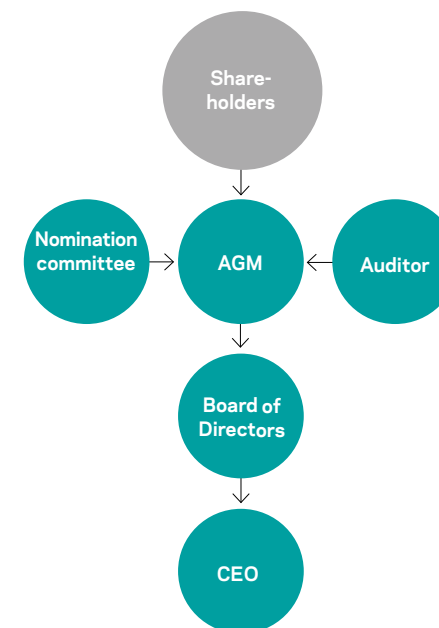 Share-
holders
Nomination
committee
AGM
Auditor
Board of
Directors
CEO